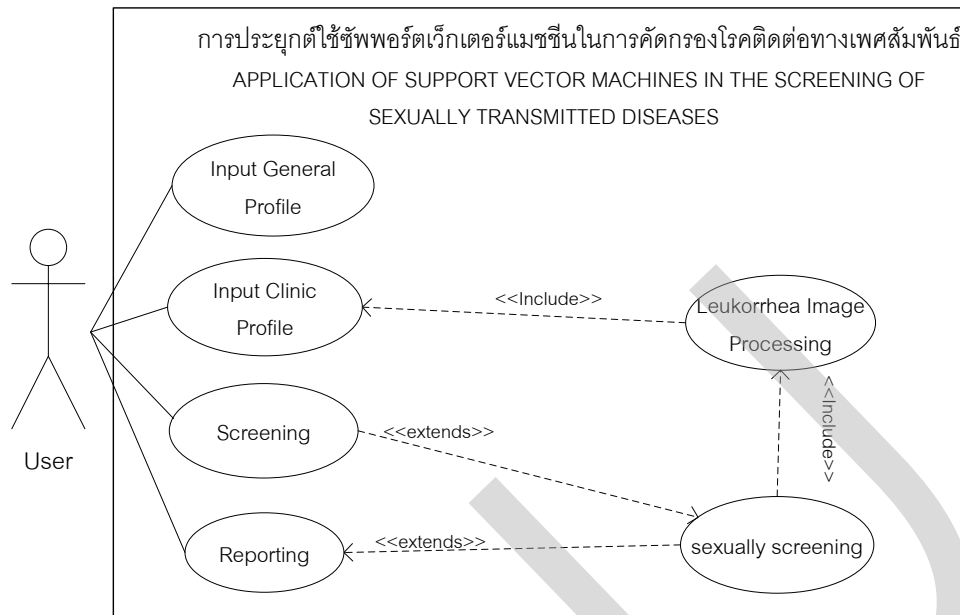 การประยุกต์ใช้ซัพพอร์ตเว็กเตอร์แมชชีนในการคัดกรองโรคติดต่อทางเพศสัมพันธ์
APPLICATION OF SUPPORT VECTOR MACHINES IN THE SCREENING OF
SEXUALLY TRANSMITTED DISEASES
Input General
Profile
Input Clinic
Profile
<<Include>>
Leukorrhea Image
Processing
<<Include>>
Screening
<<extends>>
User
Reporting
<<extends>>
sexually screening